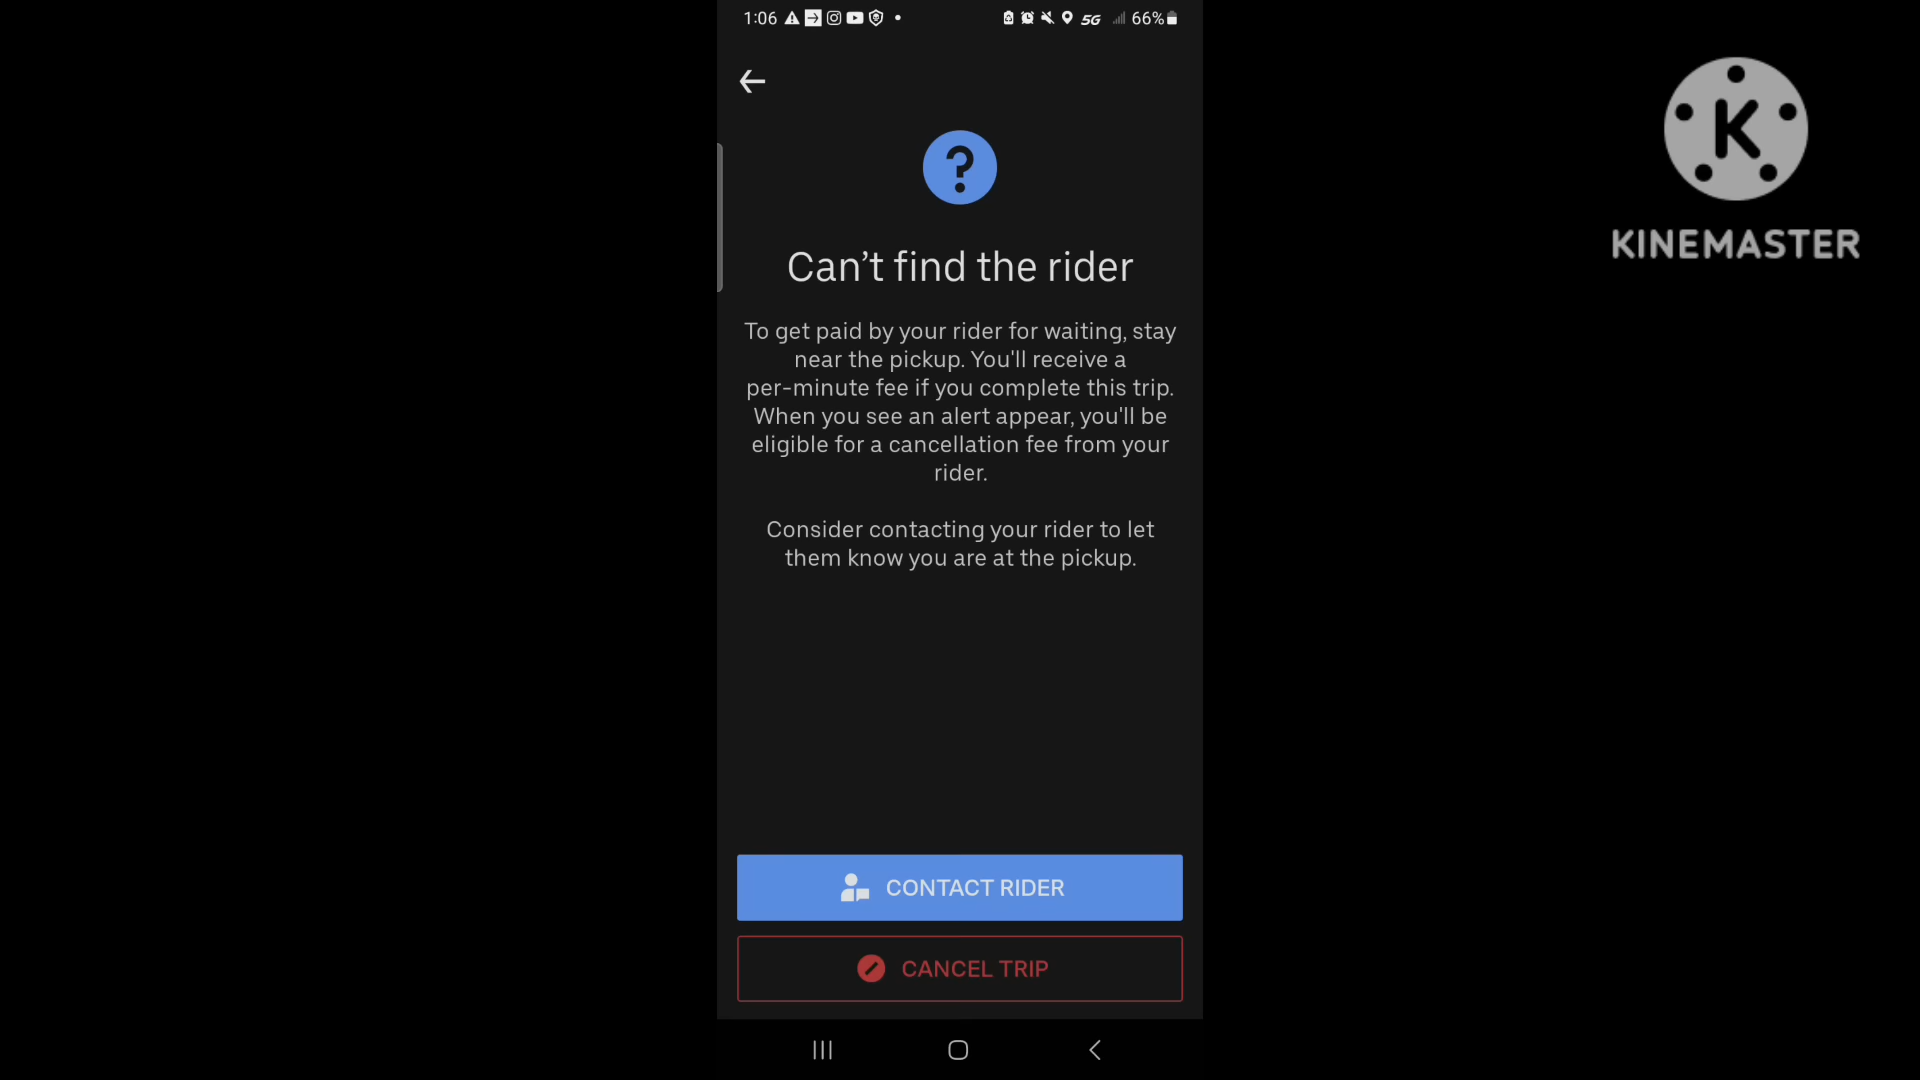 1:06
5G 66%
K
KINEMASTER
?
Can’t find the rider
To get paid by your rider for waiting, stay
near the pickup. You'll receive a
per-minute fee if you complete this trip.
When you see an alert appear, you'll be
eligible for a cancellation fee from your
rider.
Consider contacting your rider to let
them know you are at the pickup.
CONTACT RIDER
CANCEL TRIP